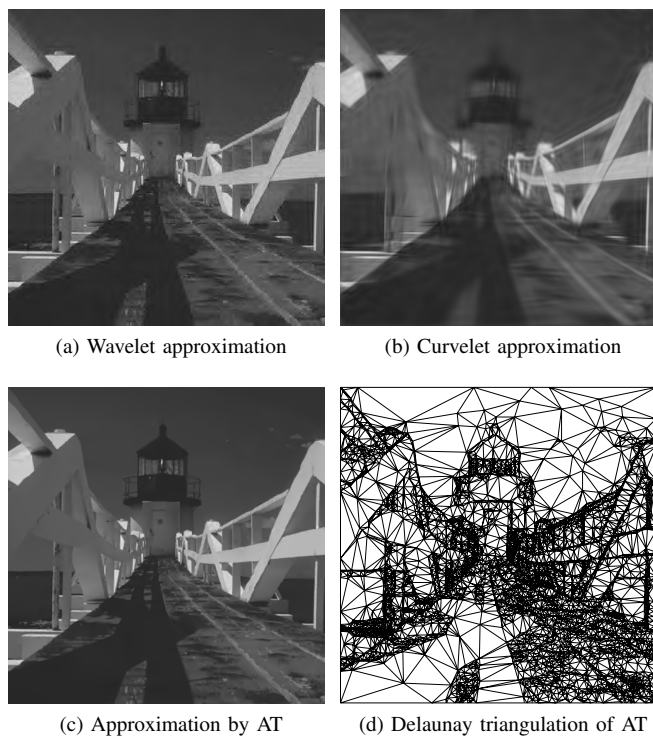 (a) Wavelet approximation
(b) Curvelet approximation
(c) Approximation by AT
(d) Delaunay triangulation of AT